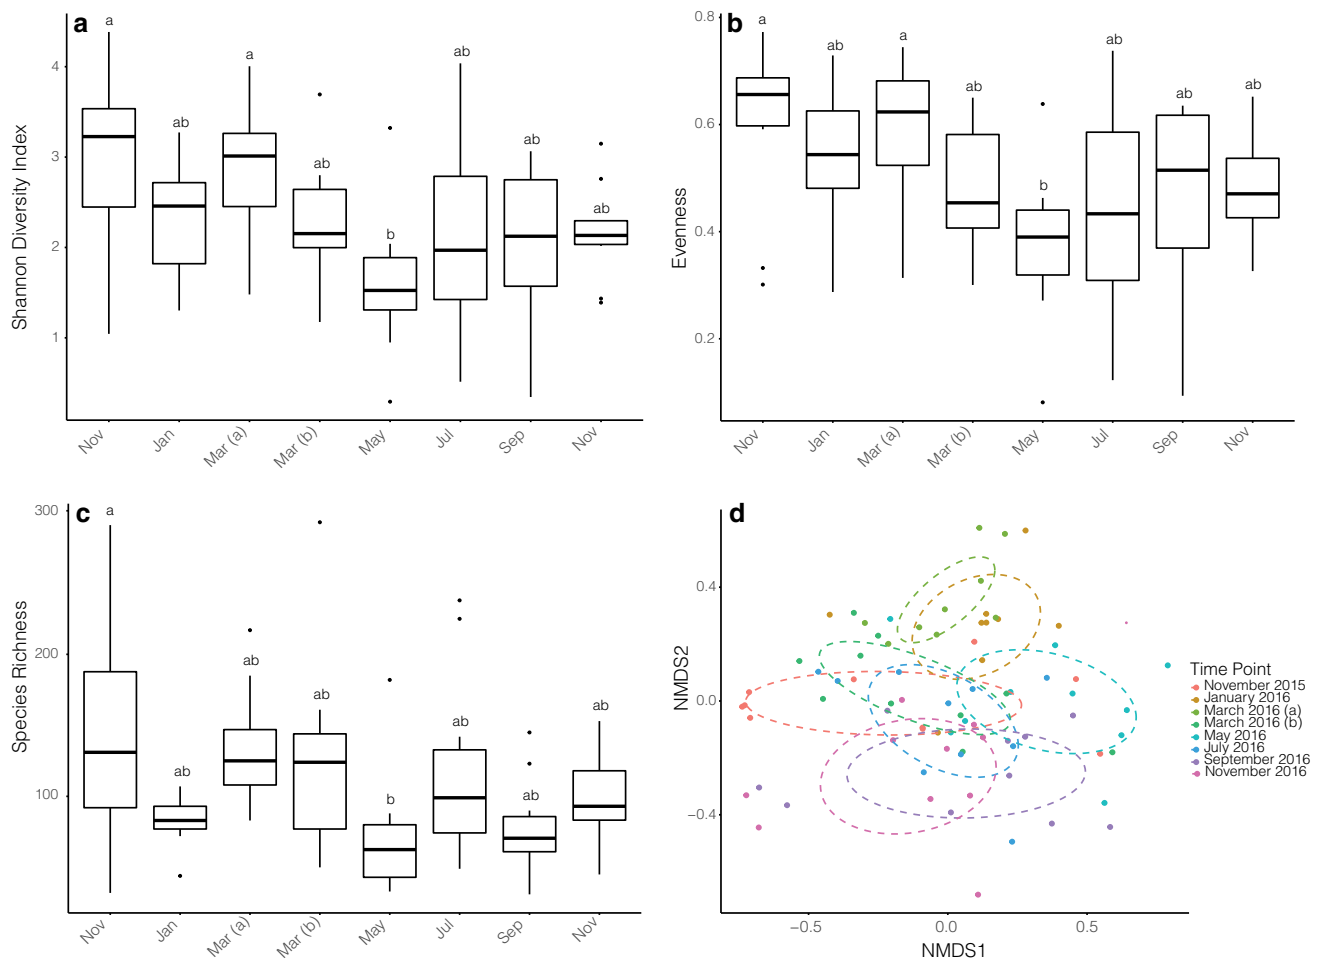 a
a
ab
a
ab
b
ab
ab
ab
4
3
2
1
Shannon Diversity Index
Nov
Jan
Mar (a)
Mar (b)
May
Jul
Sep
Nov
b
a
ab
a
ab
b
ab
ab
ab
0.8
0.6
0.4
0.2
Evenness
Nov
Jan
Mar (a)
Mar (b)
May
Jul
Sep
Nov
c
a
ab
ab
ab
b
ab
ab
ab
300
200
100
Species Richness
Nov
Jan
Mar (a)
Mar (b)
May
Jul
Sep
Nov
d
0.4
0.0
−0.4
NMDS2
−0.5
0.0
0.5
NMDS1
Time Point
November 2015
January 2016
March 2016 (a)
March 2016 (b)
May 2016
July 2016
September 2016
November 2016